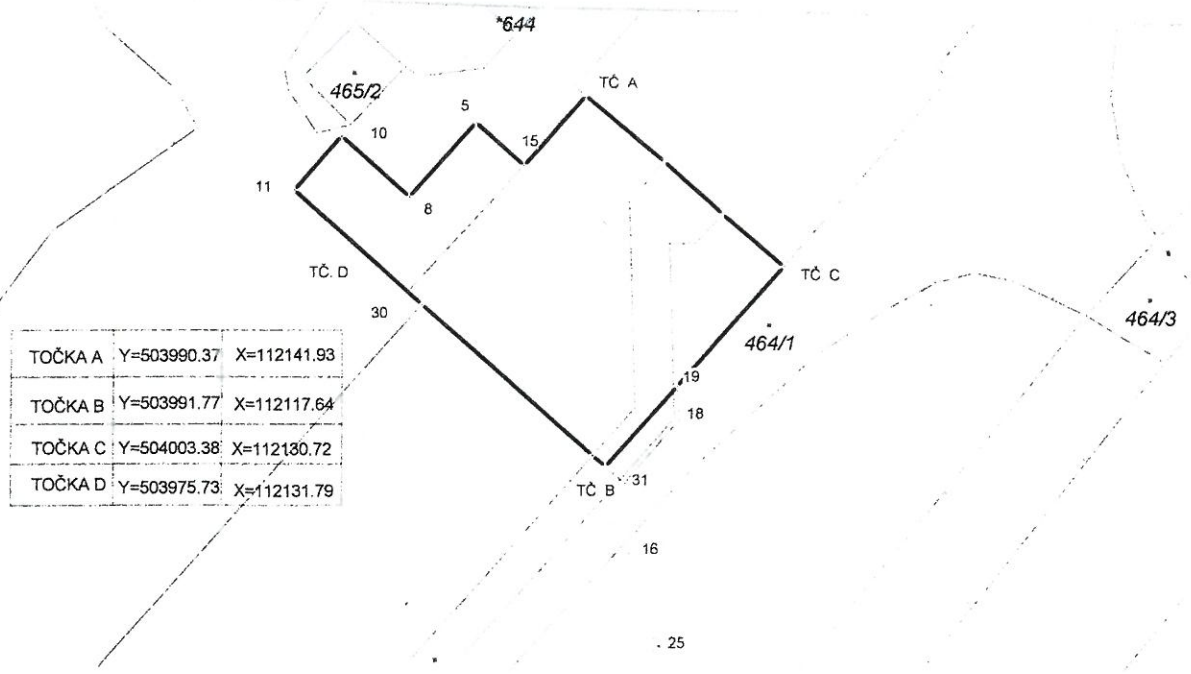 *644
TČ A
465/2
5
10
15
11
8
TČ. D
TČ C
30
464/3
464/1
TOČKA A Y=503990.37 X=112141.93
TOČKA B Y=503991.77 X=112117.64
TOČKA C Y=504003.38 X=112130.72
TOČKA D Y=503975.73 X=112131.79
19
18
31
TČ B
16
25